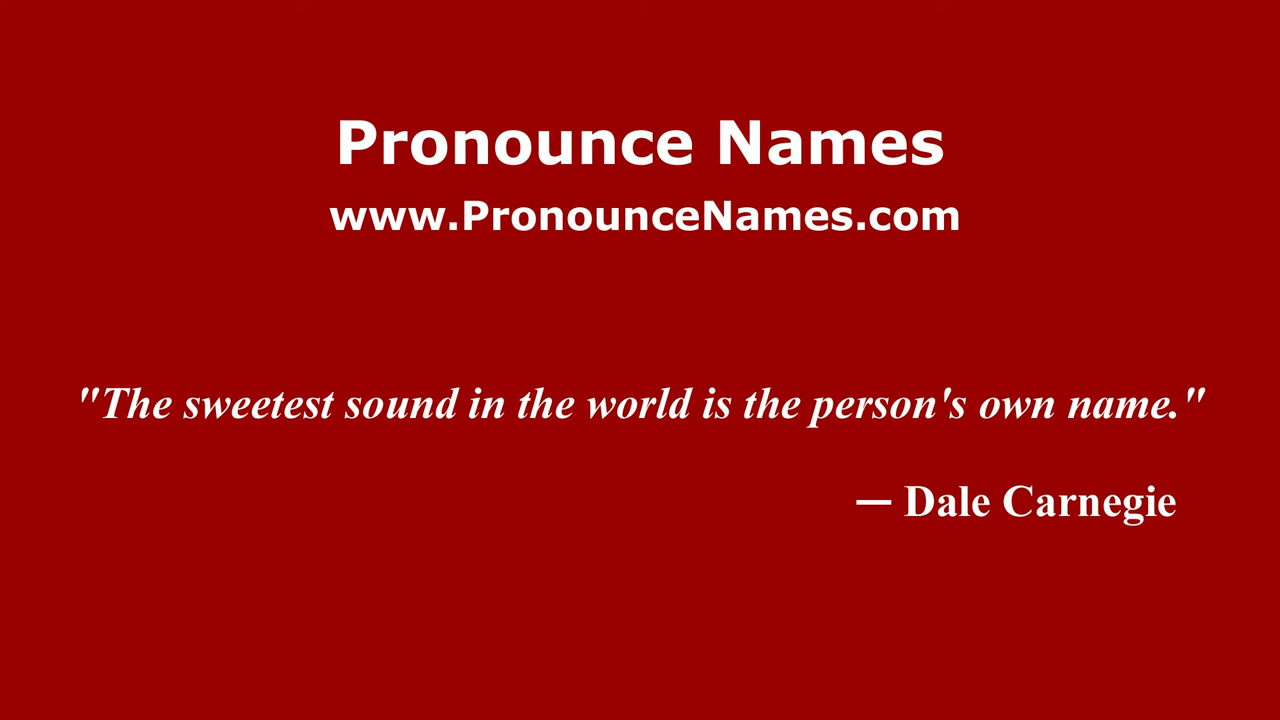 Pronounce Names
www.PronounceNames.com
"The sweetest sound in the world is the person's own name."
— Dale Carnegie